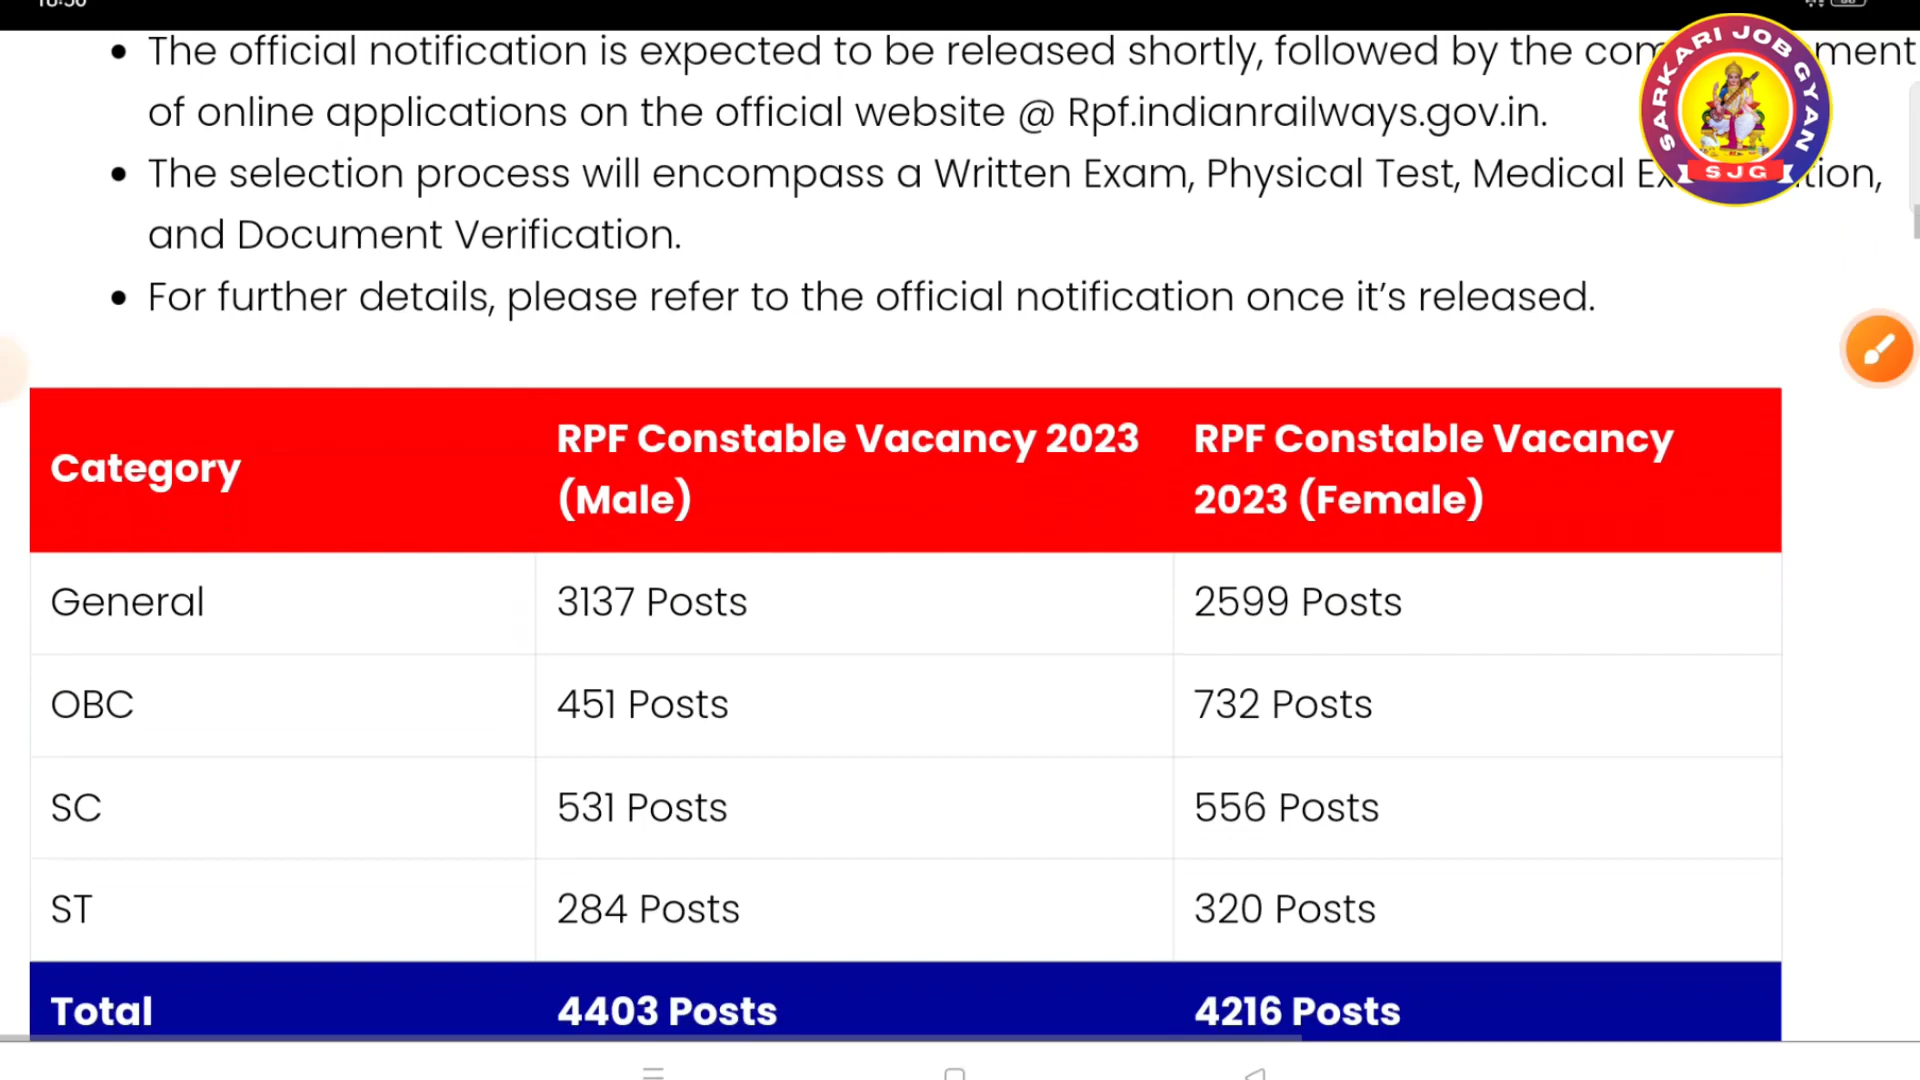 The official notification is expected to be released shortly, followed by the
of online applications on the official website @ Rpf.indianrailways.gov.in.
The selection process will encompass a Written Exam, Physical Test, Medical
and Document Verification.
For further details, please refer to the official notification once it’s released.
SARKARI JOB GYAN
SJG
Category
RPF Constable Vacancy 2023
(Male)
RPF Constable Vacancy
2023 (Female)
General 3137 Posts 2599 Posts
OBC 451 Posts 732 Posts
SC 531 Posts 556 Posts
ST 284 Posts 320 Posts
Total 4403 Posts 4216 Posts